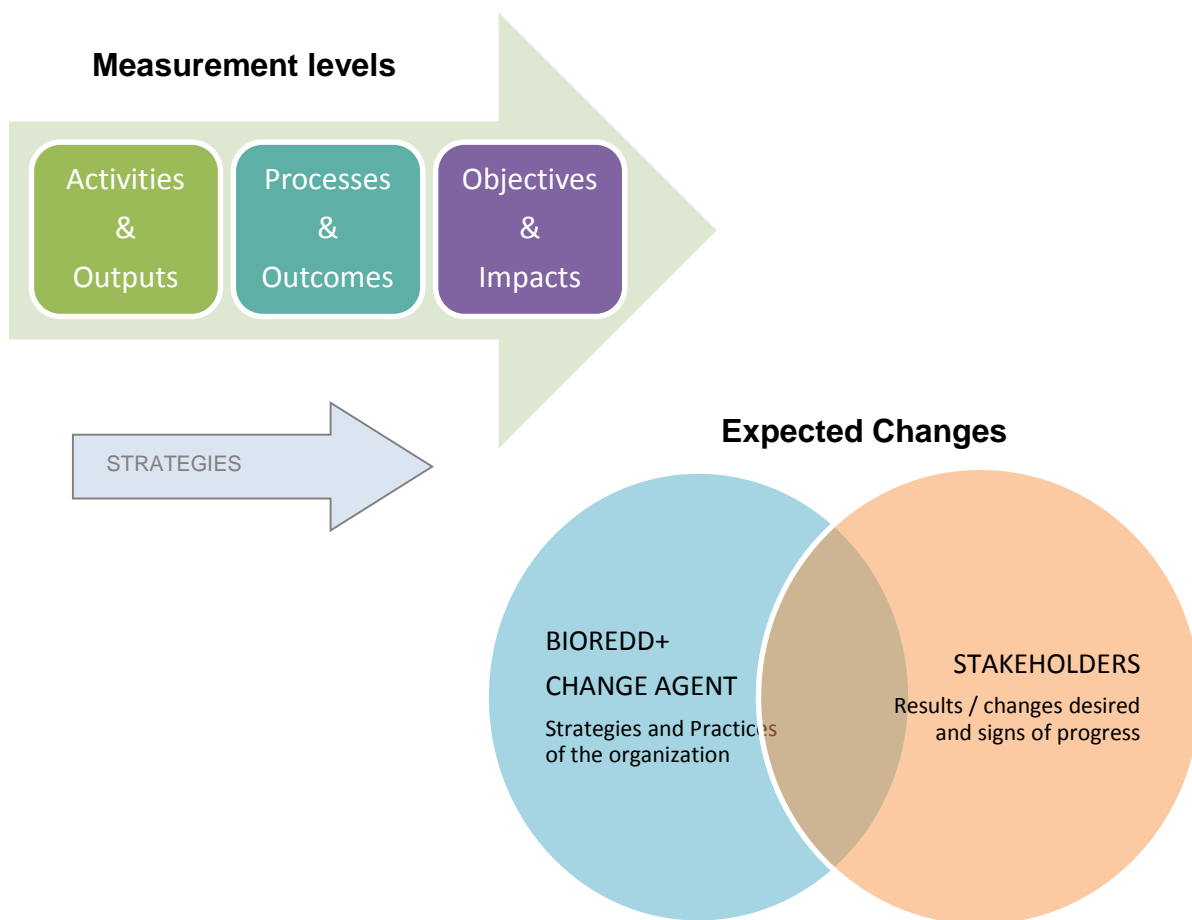 Measurement levels
Activities
&
Outputs
Processes
&
Outcomes
Objectives
&
Impacts
STRATEGIES
Expected Changes
BIOREDD+
CHANGE AGENT
Strategies and Practices
of the organization
STAKEHOLDERS
Results / changes desired
and signs of progress